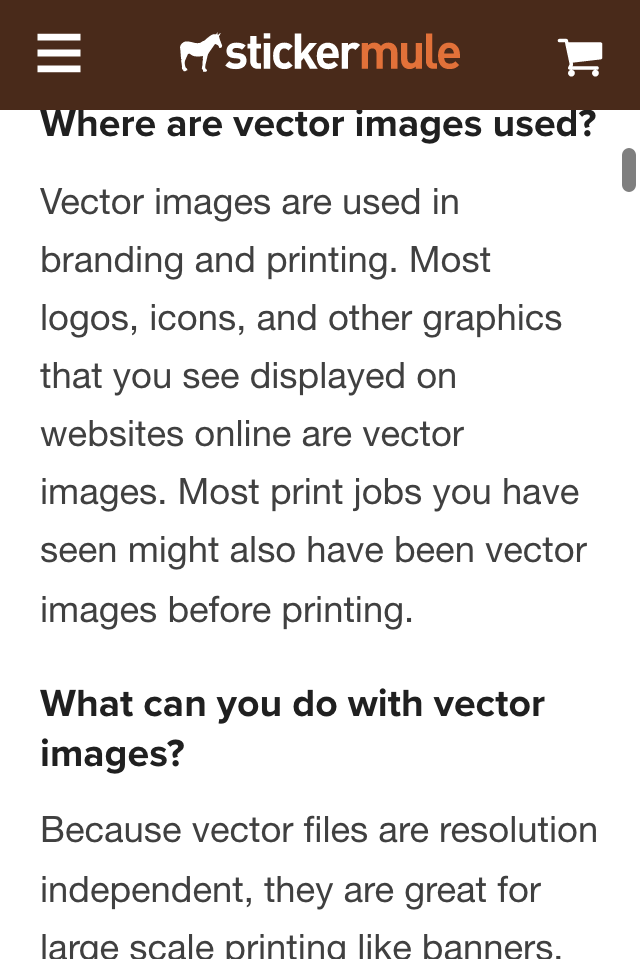 stickermule
Where are vector images used?
Vector images are used in
branding and printing. Most
logos, icons, and other graphics
that you see displayed on
websites online are vector
images. Most print jobs you have
seen might also have been vector
images before printing.
What can you do with vector
images?
Because vector files are resolution
independent, they are great for
large scale printing like banners.